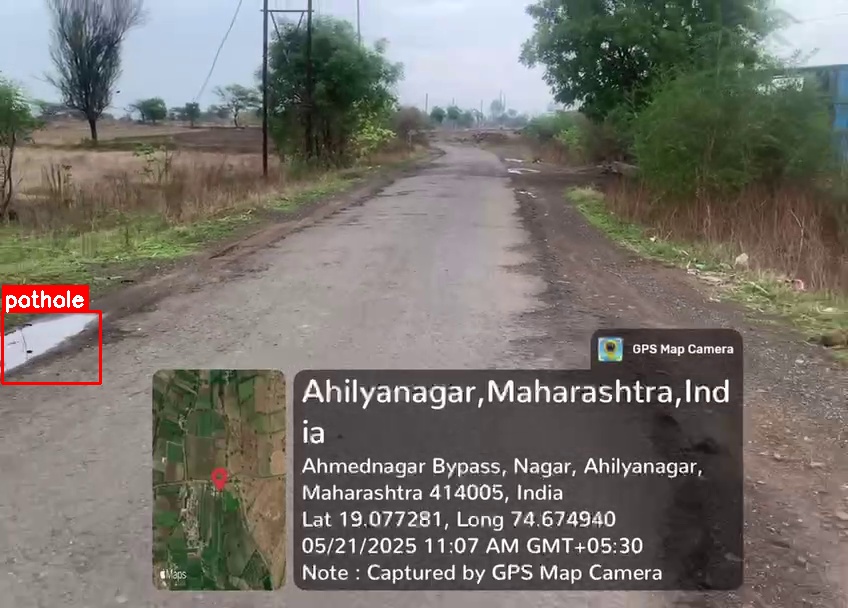 pothole
GPS Map Camera
Ahilyanagar,Maharashtra,Ind
ia
Ahmednagar Bypass, Nagar, Ahilyanagar,
Maharashtra 414005, India
Lat 19.077281, Long 74.674940
05/21/2025 11:07 AM GMT+05:30
Note : Captured by GPS Map Camera
Maps